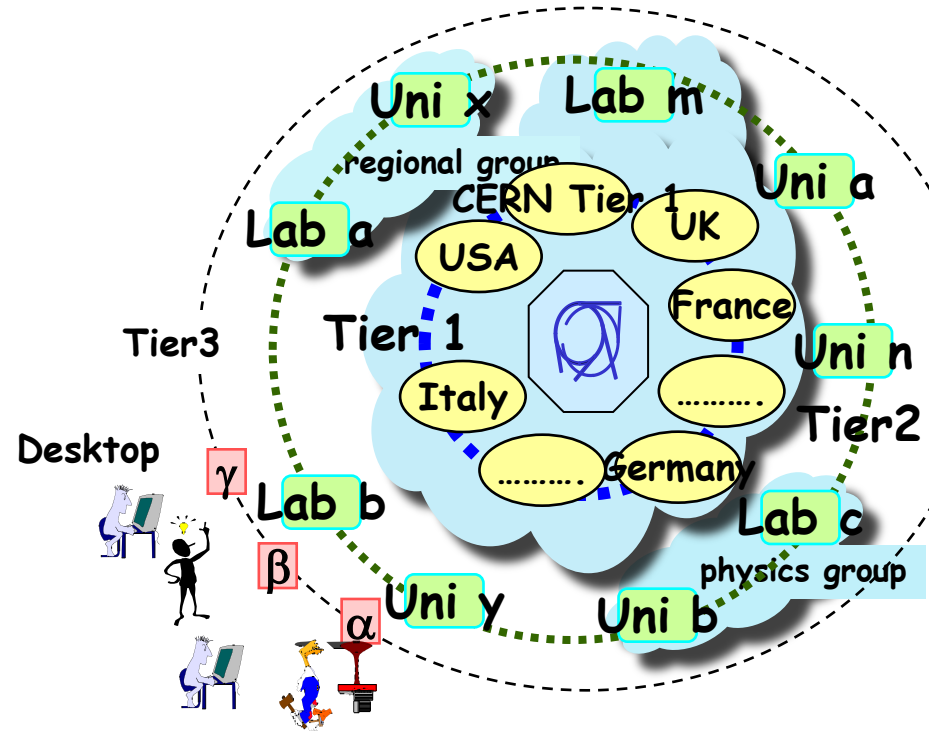 Uni x
Lab m
regional group
Uni a
CERN Tier 1
UK
Lab a
USA
France
Tier3
Tier 1
Uni n
Italy
……….
Tier2
Desktop
γ
……….
Germany
Lab b
Lab c
β
physics group
α
Uni y
Uni b